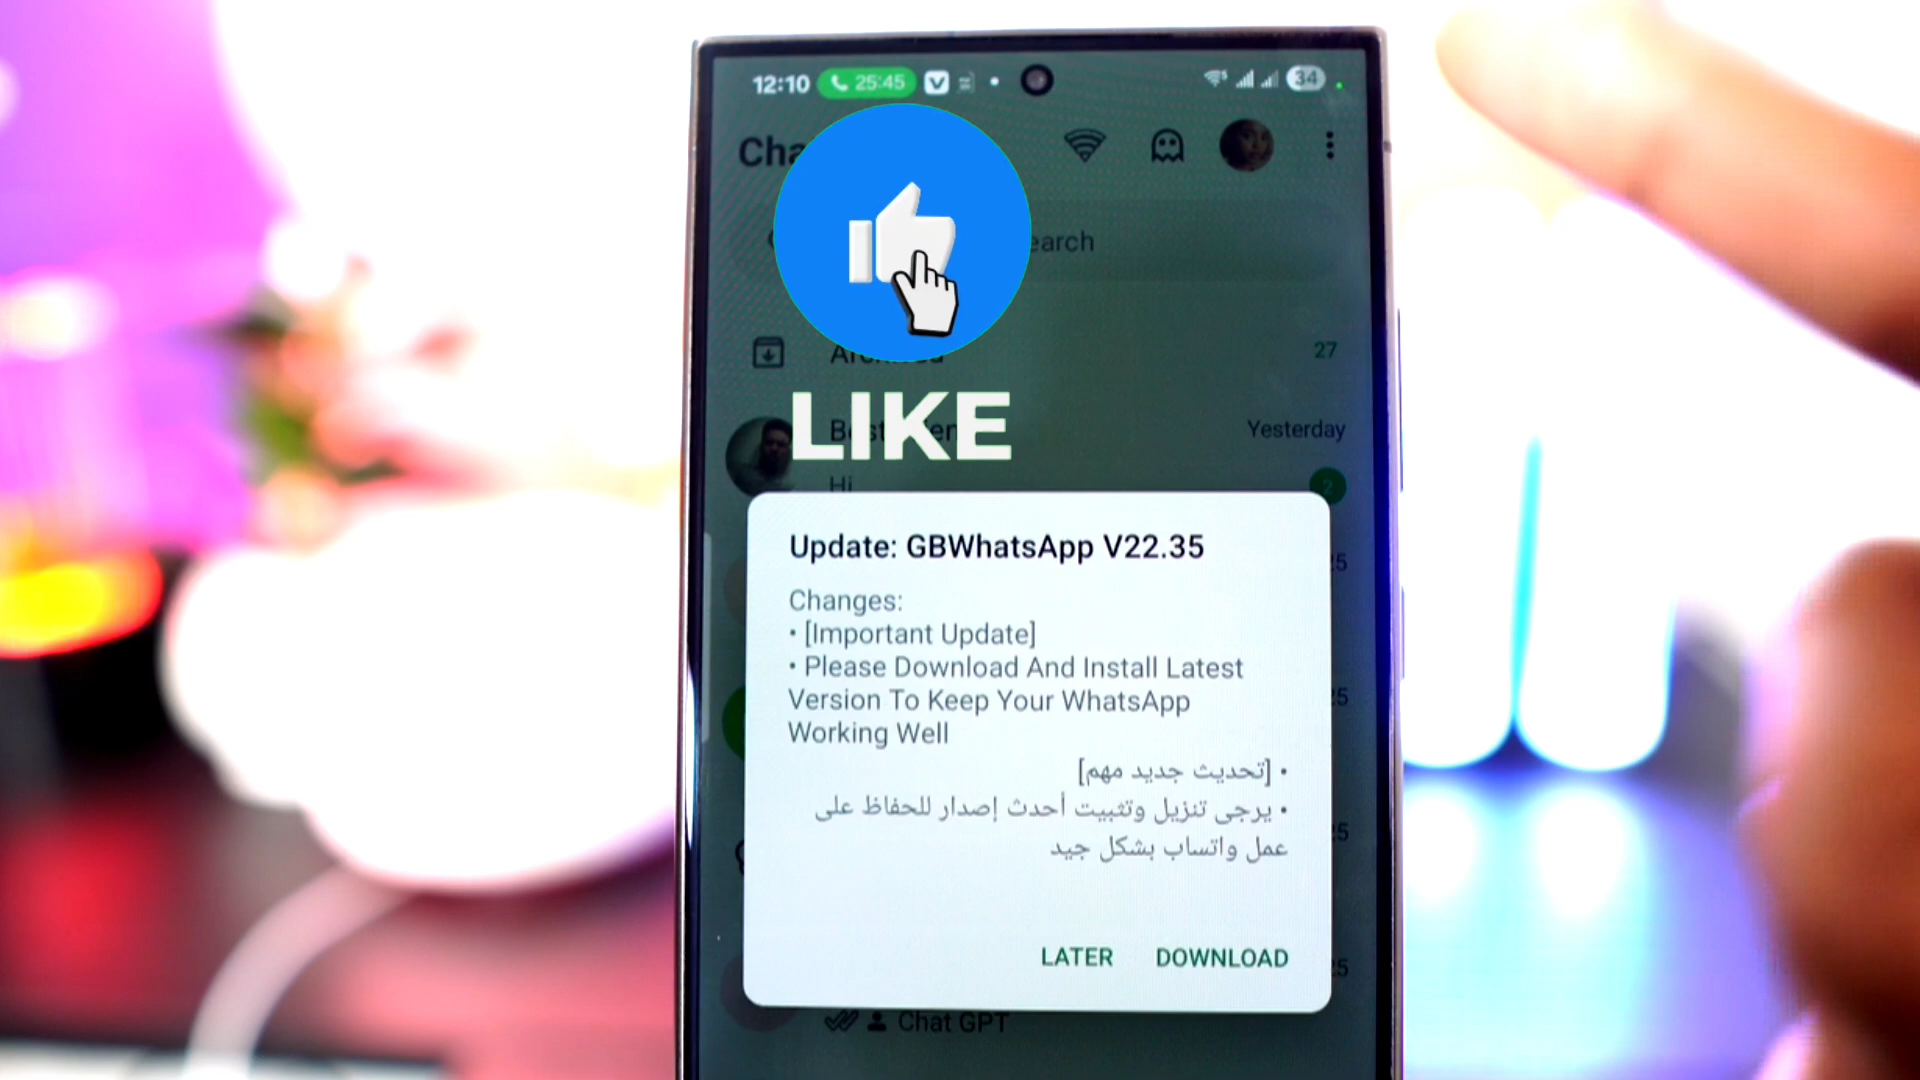 12:10 25:45 34
27
LIKE
Yesterday
Hi
2
Update: GBWhatsApp V22.35
Changes:
• [Important Update]
• Please Download And Install Latest
Version To Keep Your WhatsApp
Working Well
• [تحديث جديد مهم]
• يرجى تنزيل وتثبيت أحدث إصدار للحفاظ على
عمل واتساب بشكل جيد
LATER DOWNLOAD
Chat GPT